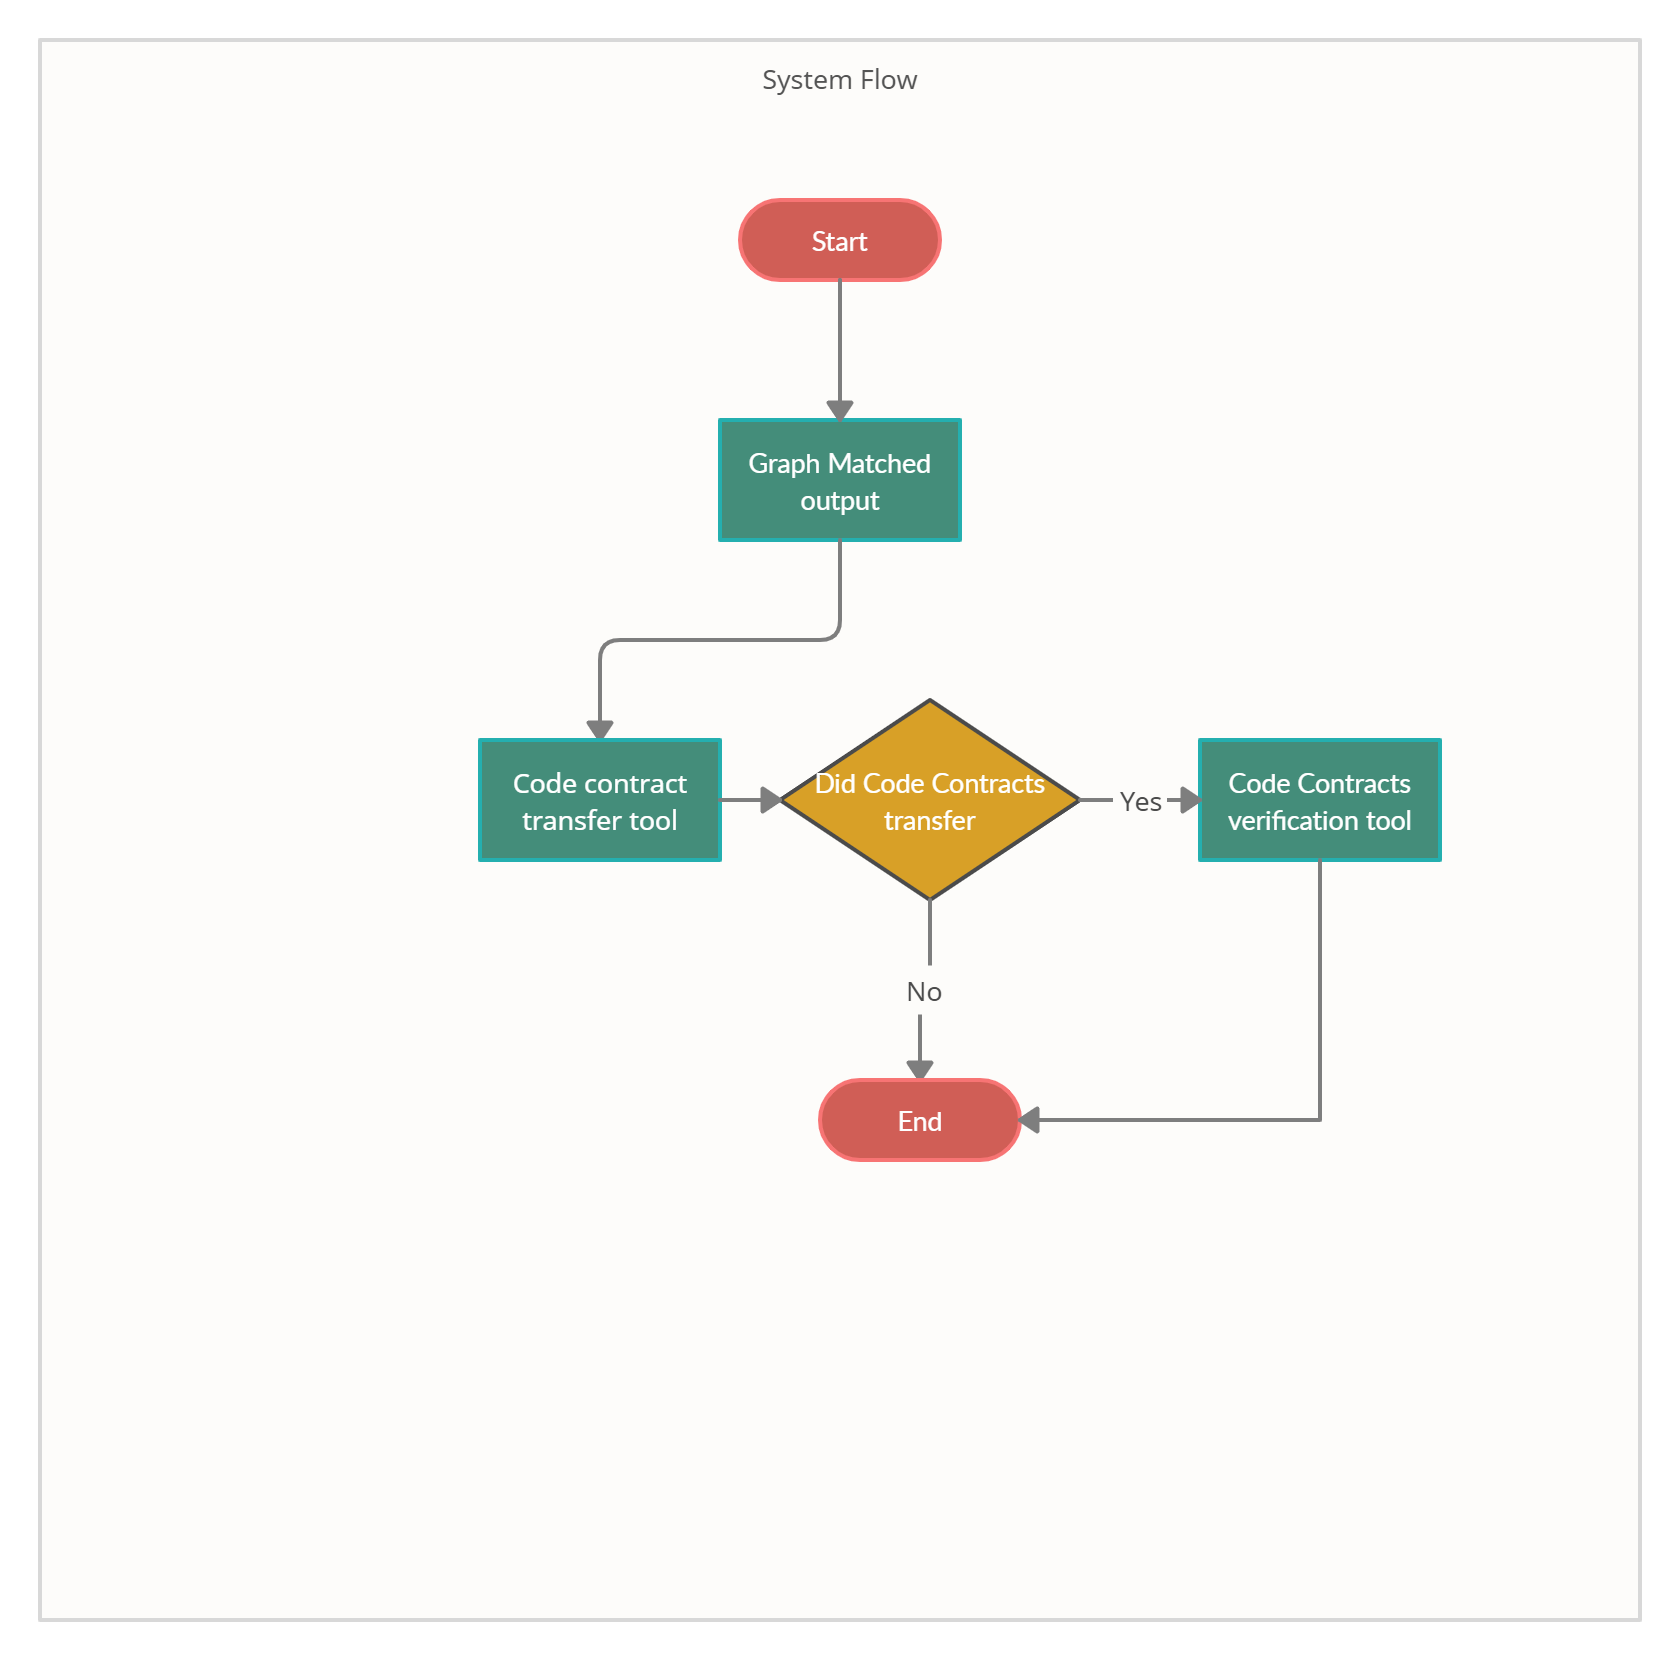 System Flow
Start
Graph Matched
output
Code contract
transfer tool
Did Code Contracts
transfer
Yes
Code Contracts
verification tool
No
End